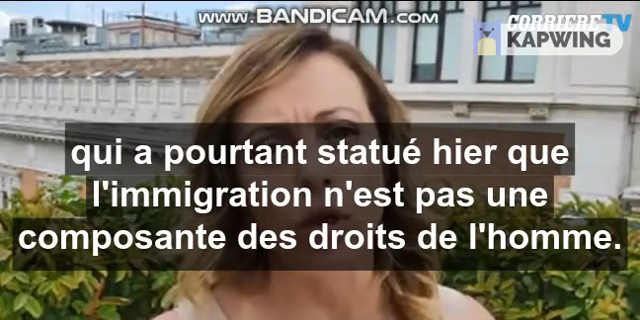 www.BANDICAM.com
CORRIERE TV
KAPWING
qui a pourtant statué hier que
l'immigration n'est pas une
composante des droits de l'homme.